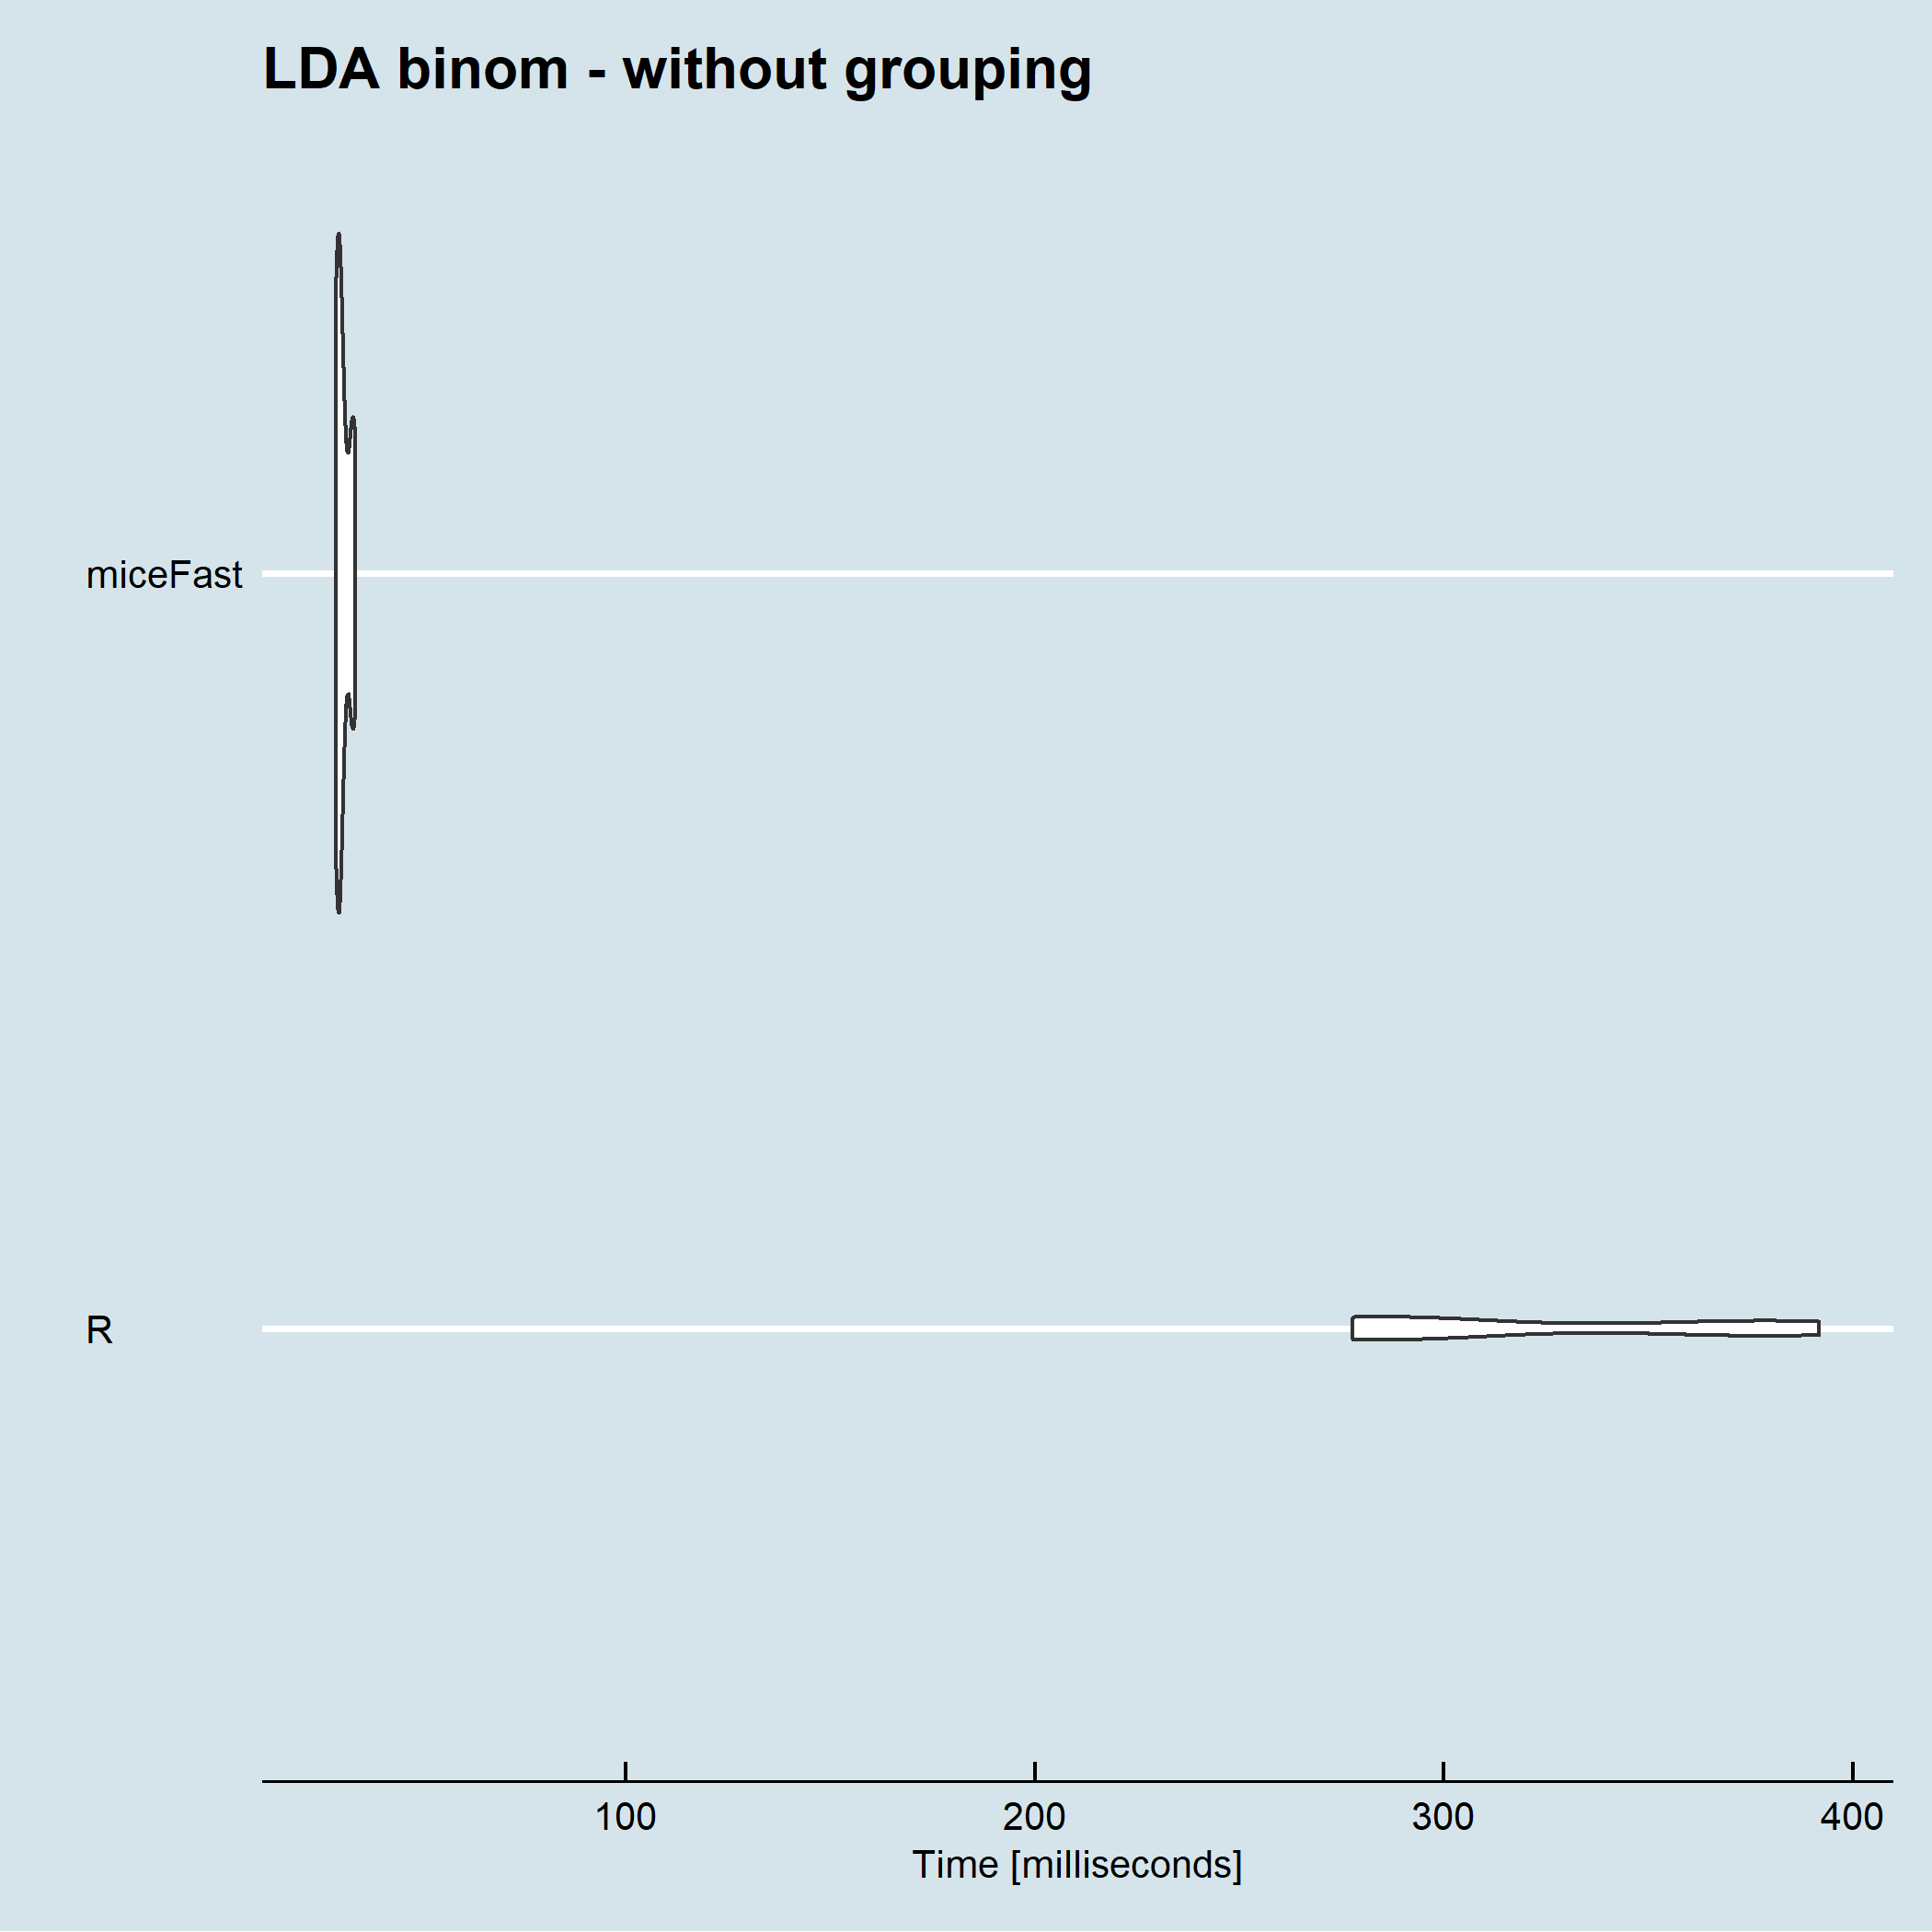 LDA binom - without grouping
miceFast
R
100 200 300 400
Time [milliseconds]